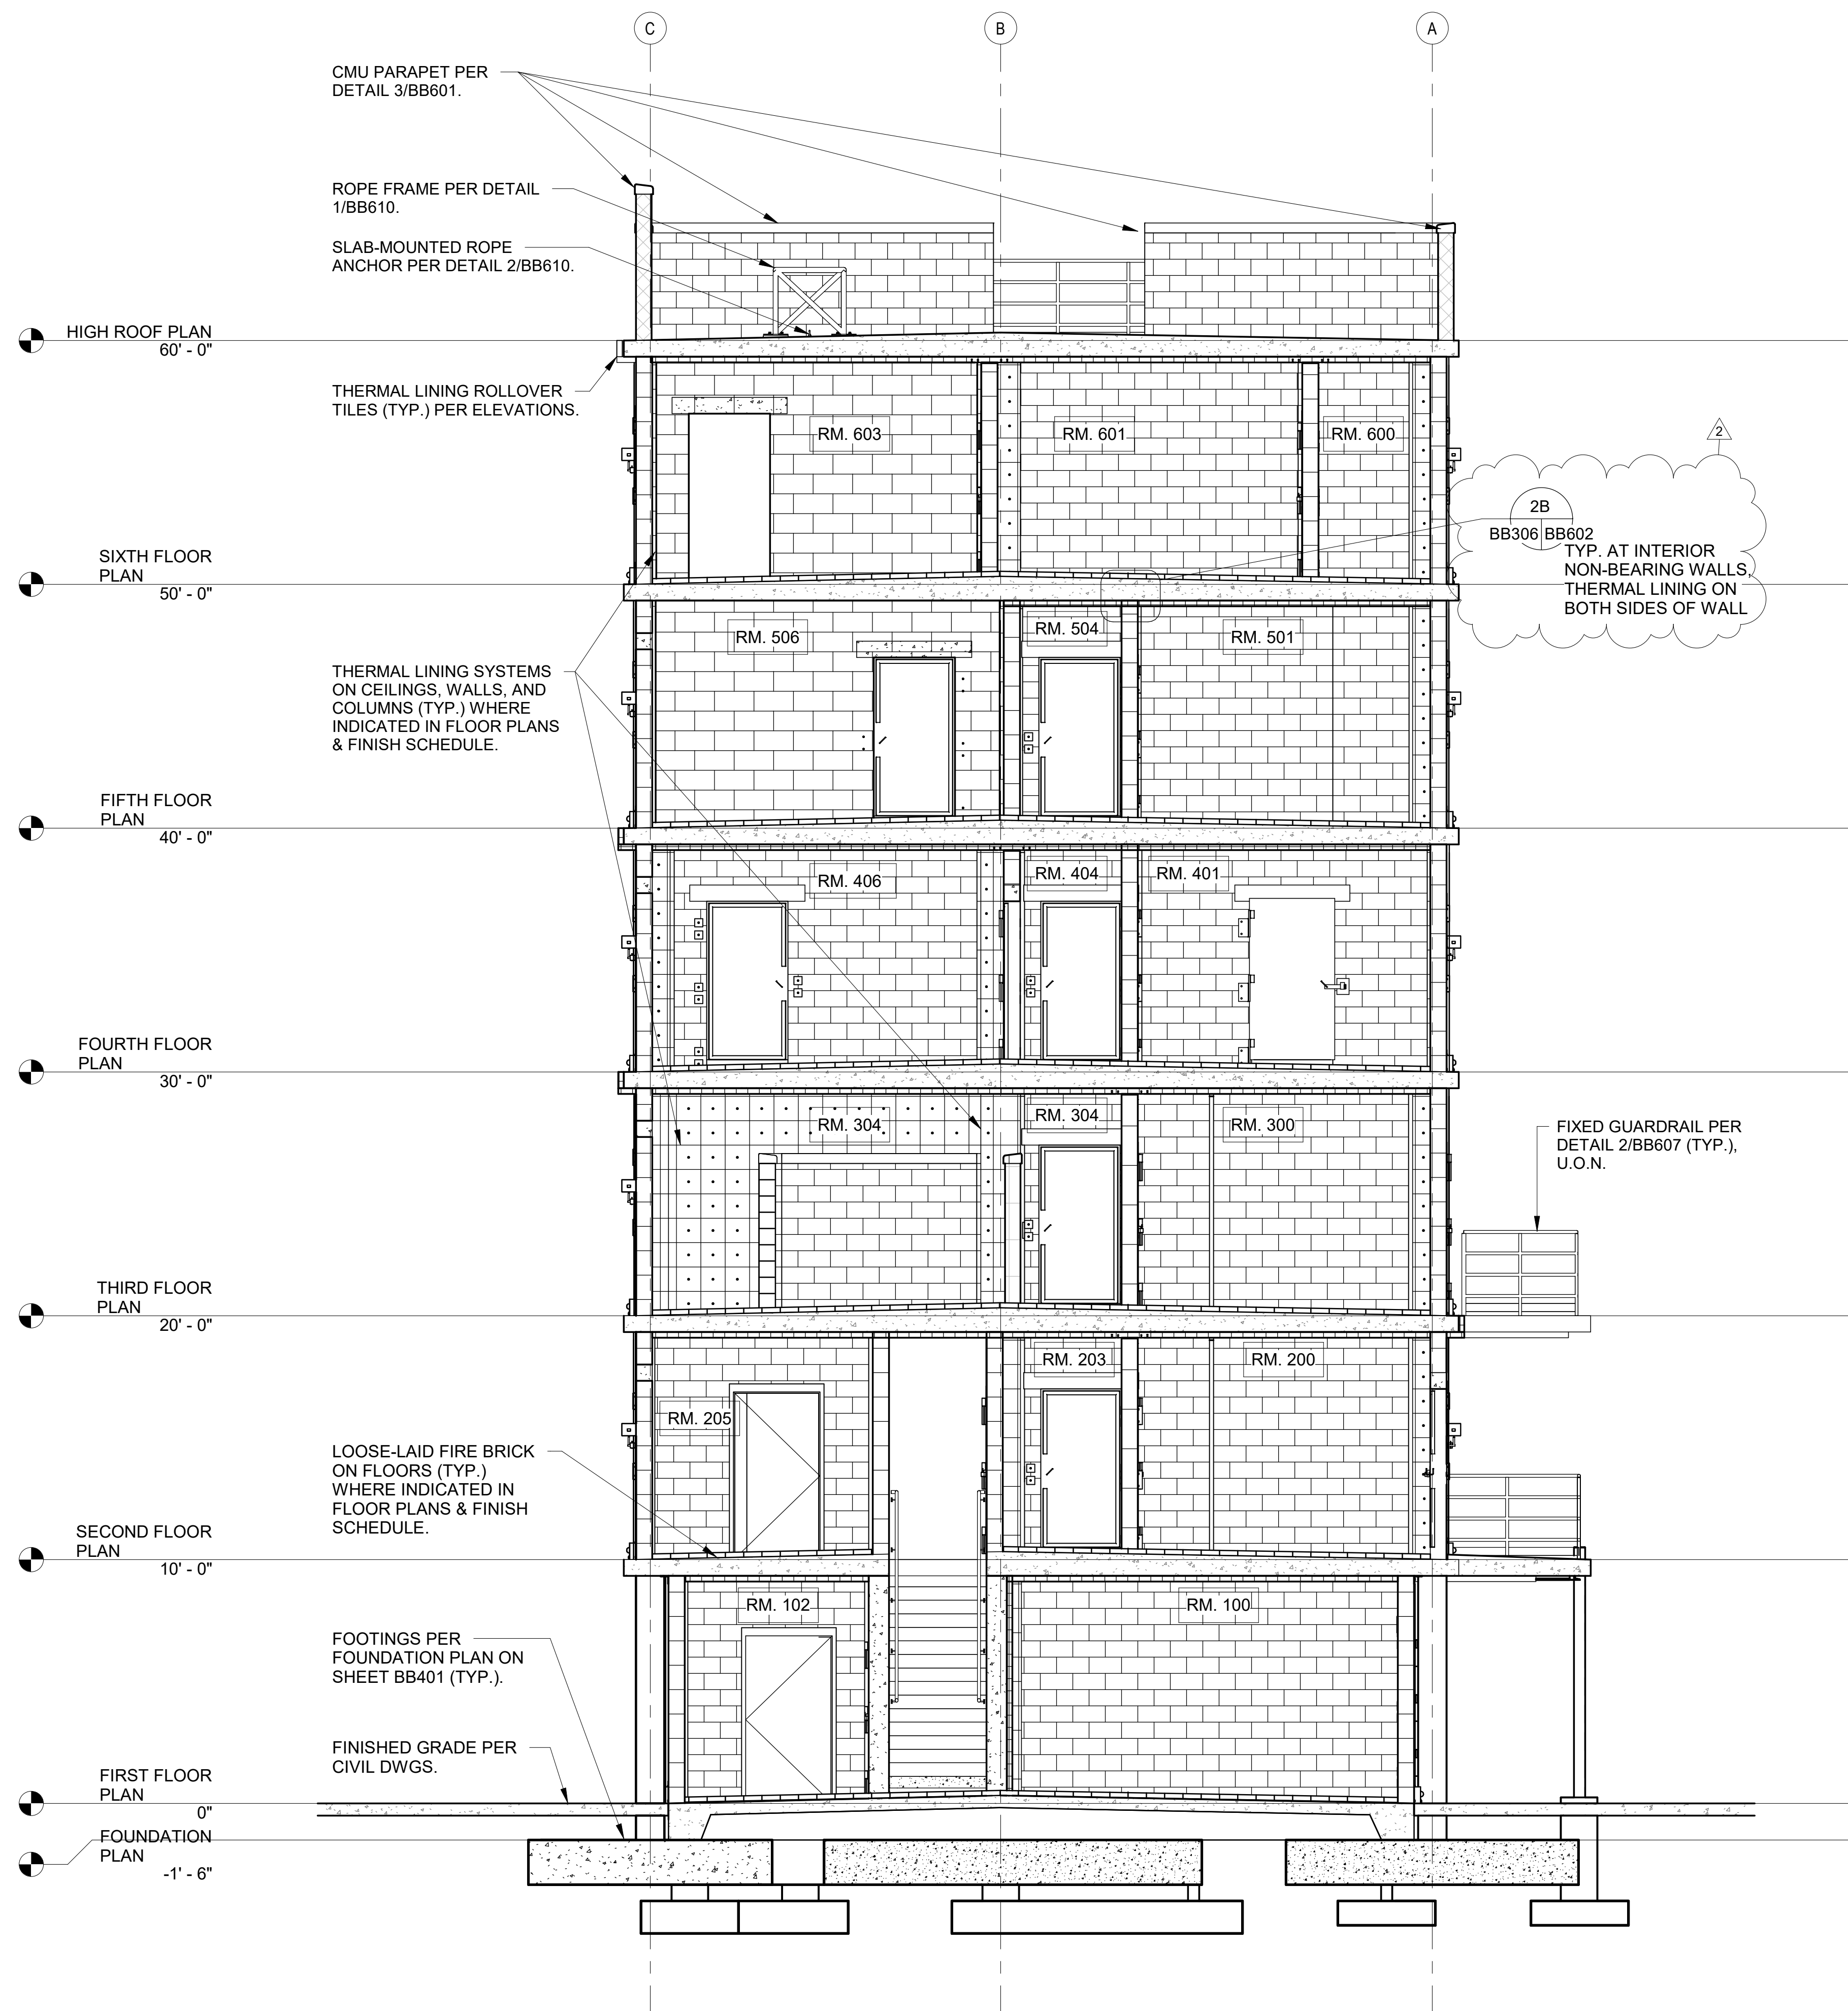 C
B
A
CMU PARAPET PER
DETAIL 3/BB601.
ROPE FRAME PER DETAIL
1/BB610.
SLAB-MOUNTED ROPE
ANCHOR PER DETAIL 2/BB610.
HIGH ROOF PLAN
60' - 0"
THERMAL LINING ROLLOVER
TILES (TYP.) PER ELEVATIONS.
RM. 603
RM. 601
RM. 600
2
2B
BB306
BB602
TYP. AT INTERIOR
NON-BEARING WALLS,
THERMAL LINING ON
BOTH SIDES OF WALL
SIXTH FLOOR
PLAN
50' - 0"
RM. 506
RM. 504
RM. 501
THERMAL LINING SYSTEMS
ON CEILINGS, WALLS, AND
COLUMNS (TYP.) WHERE
INDICATED IN FLOOR PLANS
& FINISH SCHEDULE.
FIFTH FLOOR
PLAN
40' - 0"
RM. 406
RM. 404
RM. 401
FOURTH FLOOR
PLAN
30' - 0"
RM. 304
RM. 304
RM. 300
FIXED GUARDRAIL PER
DETAIL 2/BB607 (TYP.),
U.O.N.
THIRD FLOOR
PLAN
20' - 0"
RM. 205
RM. 203
RM. 200
LOOSE-LAID FIRE BRICK
ON FLOORS (TYP.)
WHERE INDICATED IN
FLOOR PLANS & FINISH
SCHEDULE.
SECOND FLOOR
PLAN
10' - 0"
RM. 102
RM. 100
FOOTINGS PER
FOUNDATION PLAN ON
SHEET BB401 (TYP.).
FINISHED GRADE PER
CIVIL DWGS.
FIRST FLOOR
PLAN
0"
FOUNDATION
PLAN
-1' - 6"